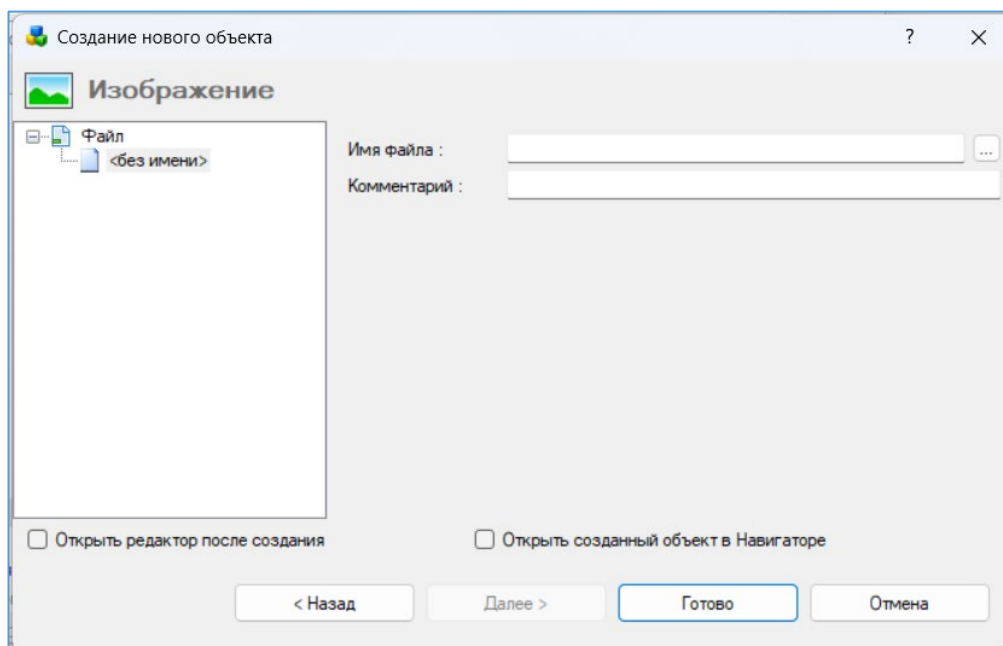 Создание нового объекта
?
Изображение
Файл
<без имени>
Имя файла :
...
Комментарий :
Открыть редактор после создания
Открыть созданный объект в Навигаторе
< Назад
Далее >
Готово
Отмена